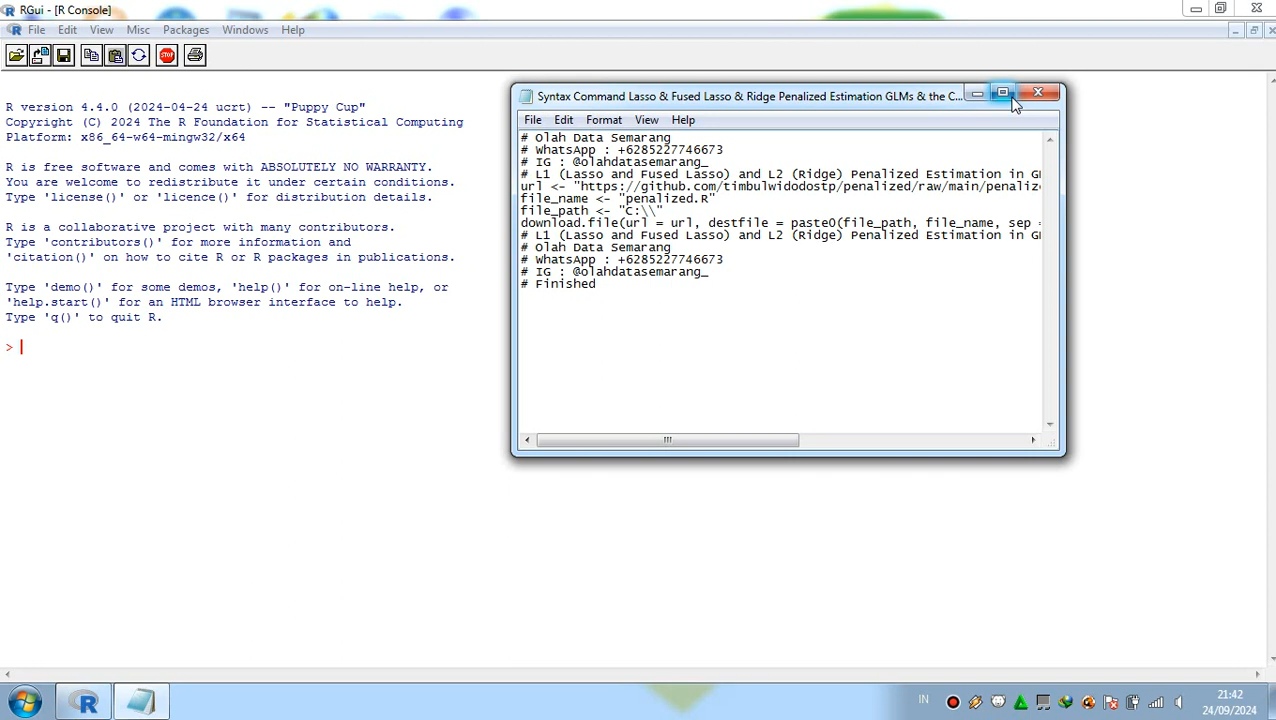 RGui - [R Console]
File Edit View Misc Packages Windows Help
STOP
R version 4.4.0 (2024-04-24 ucrt) -- "Puppy Cup"
Copyright (C) 2024 The R Foundation for Statistical Computing
Platform: x86_64-w64-mingw32/x64
R is free software and comes with ABSOLUTELY NO WARRANTY.
You are welcome to redistribute it under certain conditions.
Type 'license()' or 'licence()' for distribution details.
R is a collaborative project with many contributors.
Type 'contributors()' for more information and
'citation()' on how to cite R or R packages in publications.
Type 'demo()' for some demos, 'help()' for on-line help, or
'help.start()' for an HTML browser interface to help.
Type 'q()' to quit R.
>
Syntax Command Lasso & Fused Lasso & Ridge Penalized Estimation GLMs & the C...
File Edit Format View Help
# Olah Data Semarang
# WhatsApp : +6285227746673
# IG : @olahdatasemarang_
# L1 (Lasso and Fused Lasso) and L2 (Ridge) Penalized Estimation in G
url <- "https://github.com/timbulwidodostp/penalized/raw/main/penalize
file_name <- "penalized.R"
file_path <- "C:\\"
download.file(url = url, destfile = paste0(file_path, file_name, sep =
# L1 (Lasso and Fused Lasso) and L2 (Ridge) Penalized Estimation in G
# Olah Data Semarang
# WhatsApp : +6285227746673
# IG : @olahdatasemarang_
# Finished
IN
21:42
24/09/2024